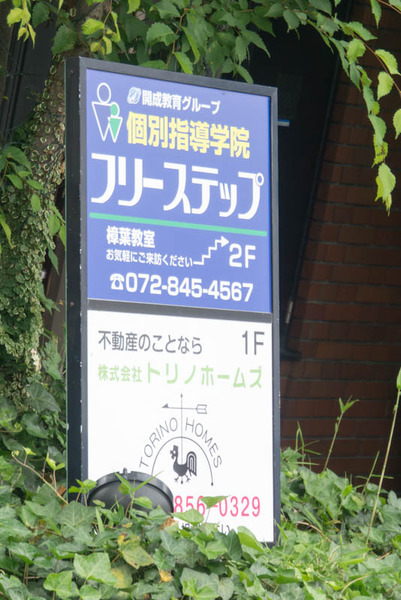 開成教育グループ
個別指導学院
フリーステップ
樟葉教室
お気軽にご来訪ください
2F
☎072-845-4567
不動産のことなら 1F
株式会社トリノホームズ
TORINO HOMES
856-0329